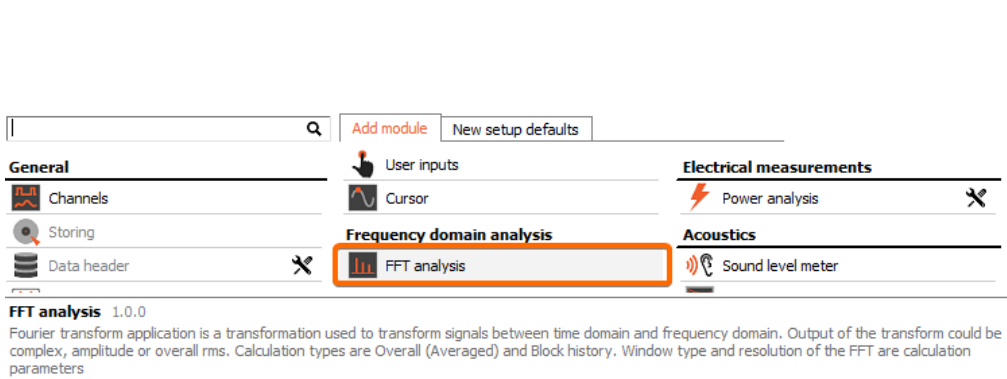 Add module
New setup defaults
General
Channels
Storing
Data header
User inputs
Cursor
Frequency domain analysis
FFT analysis
Electrical measurements
Power analysis
Acoustics
Sound level meter
FFT analysis 1.0.0
Fourier transform application is a transformation used to transform signals between time domain and frequency domain. Output of the transform could be
complex, amplitude or overall rms. Calculation types are Overall (Averaged) and Block history. Window type and resolution of the FFT are calculation
parameters